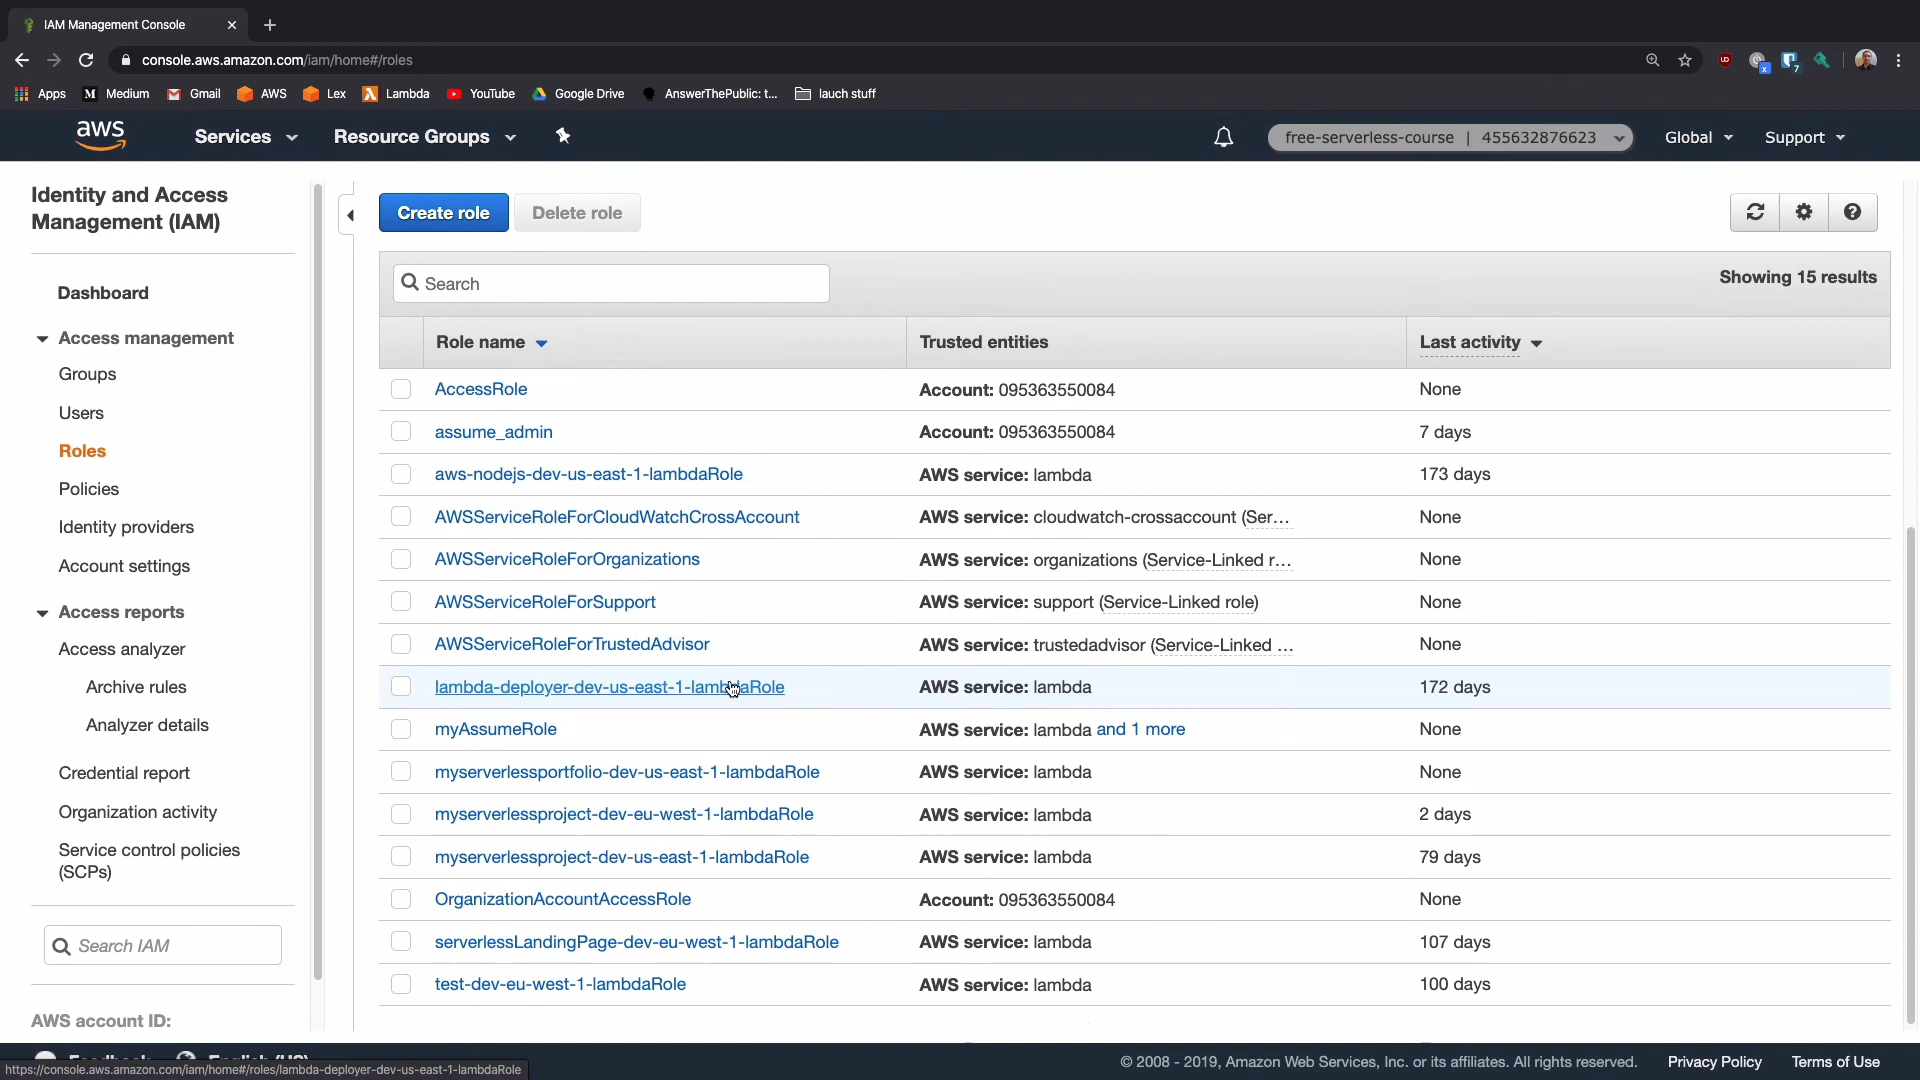 IAM Management Console
console.aws.amazon.com/iam/home#/roles
Apps Medium Gmail AWS Lex Lambda YouTube Google Drive AnswerThePublic: t... lauch stuff
aws Services Resource Groups free-serverless-course | 455632876623 Global Support
Identity and Access
Management (IAM)
Dashboard
Access management
Groups
Users
Roles
Policies
Identity providers
Account settings
Access reports
Access analyzer
Archive rules
Analyzer details
Credential report
Organization activity
Service control policies
(SCPs)
Search IAM
AWS account ID:
Create role Delete role
Search
Showing 15 results
Role name Trusted entities Last activity
AccessRole Account: 095363550084 None
assume_admin Account: 095363550084 7 days
aws-nodejs-dev-us-east-1-lambdaRole AWS service: lambda 173 days
AWSServiceRoleForCloudWatchCrossAccount AWS service: cloudwatch-crossaccount (Ser... None
AWSServiceRoleForOrganizations AWS service: organizations (Service-Linked r... None
AWSServiceRoleForSupport AWS service: support (Service-Linked role) None
AWSServiceRoleForTrustedAdvisor AWS service: trustedadvisor (Service-Linked ... None
lambda-deployer-dev-us-east-1-lambdaRole AWS service: lambda 172 days
myAssumeRole AWS service: lambda and 1 more None
myserverlessportfolio-dev-us-east-1-lambdaRole AWS service: lambda None
myserverlessproject-dev-eu-west-1-lambdaRole AWS service: lambda 2 days
myserverlessproject-dev-us-east-1-lambdaRole AWS service: lambda 79 days
OrganizationAccountAccessRole Account: 095363550084 None
serverlessLandingPage-dev-eu-west-1-lambdaRole AWS service: lambda 107 days
test-dev-eu-west-1-lambdaRole AWS service: lambda 100 days
Feedback English (US)
© 2008 - 2019, Amazon Web Services, Inc. or its affiliates. All rights reserved. Privacy Policy Terms of Use
https://console.aws.amazon.com/iam/home#/roles/lambda-deployer-dev-us-east-1-lambdaRole